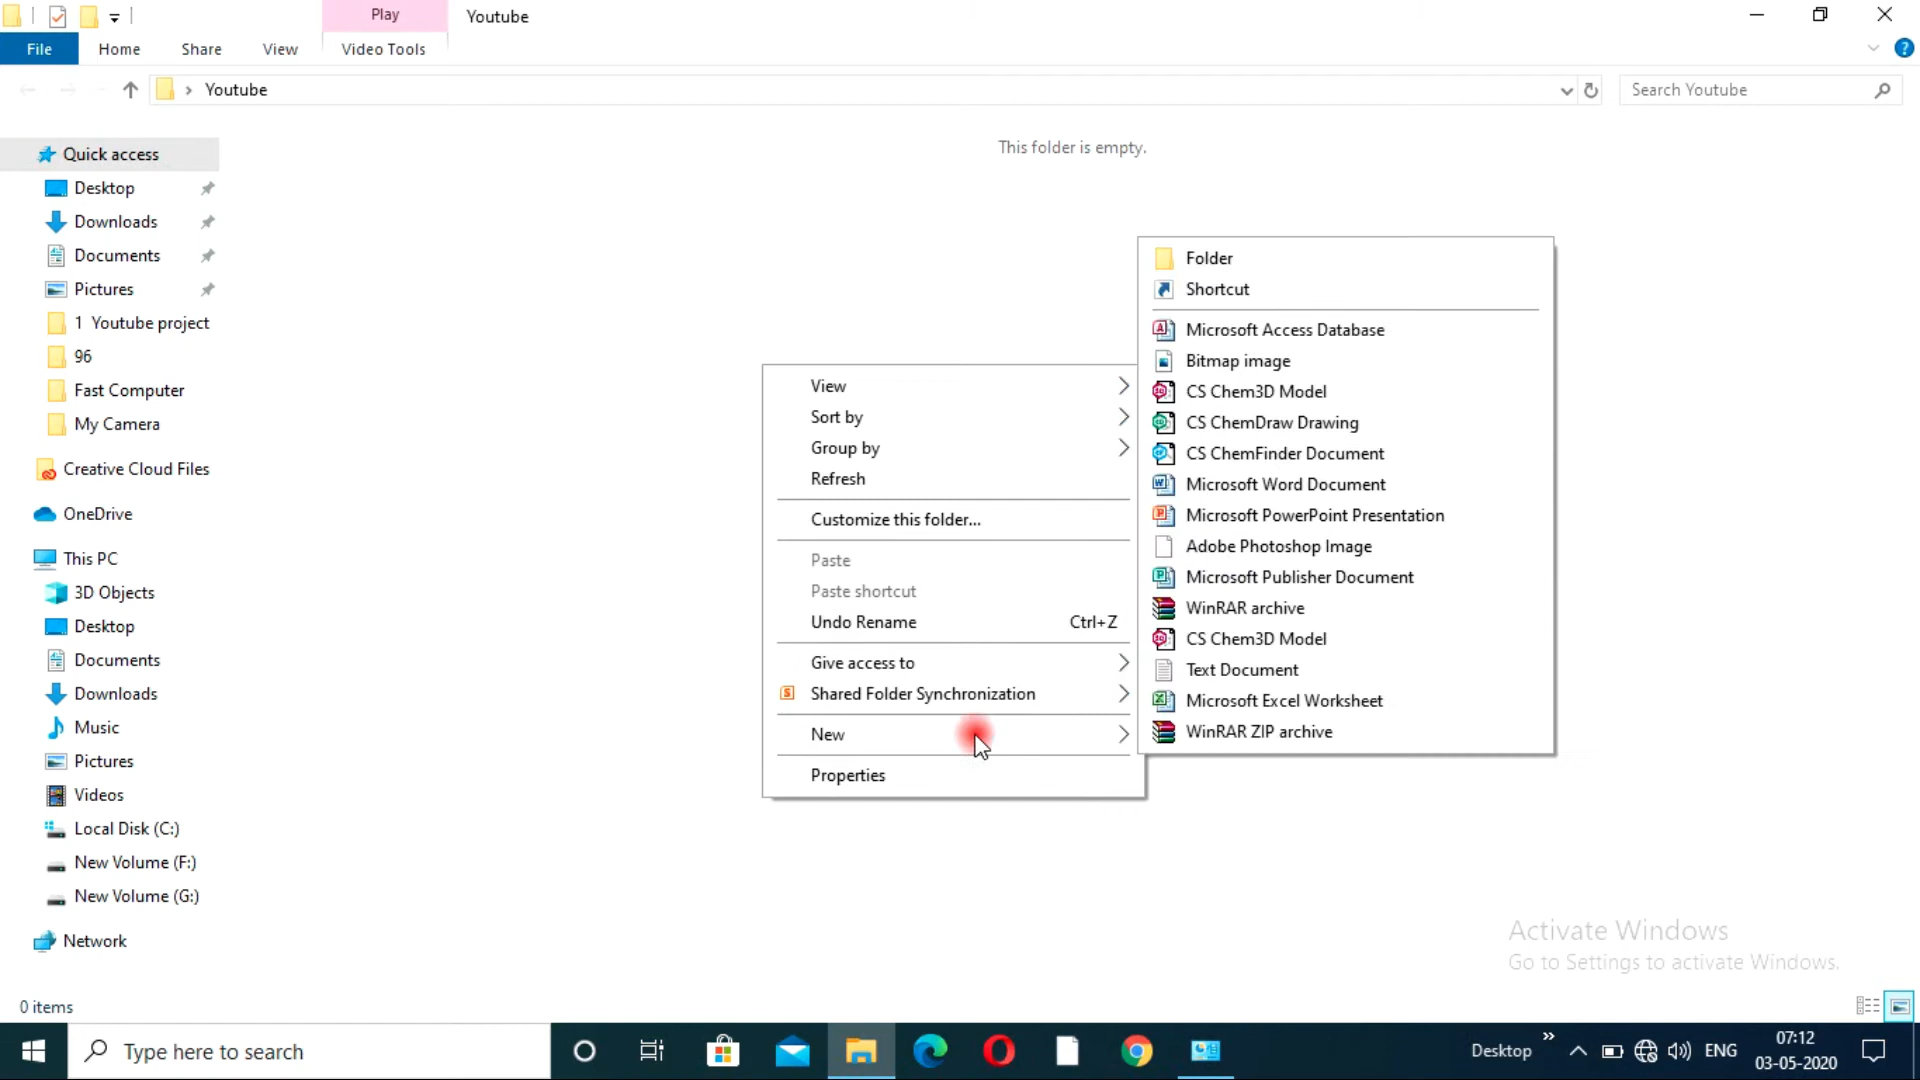 Play
Youtube
File
Home
Share
View
Video Tools
Youtube
Search Youtube
This folder is empty.
Quick access
Desktop
Downloads
Documents
Pictures
1 Youtube project
96
Fast Computer
My Camera
Creative Cloud Files
OneDrive
This PC
3D Objects
Desktop
Documents
Downloads
Music
Pictures
Videos
Local Disk (C:)
New Volume (F:)
New Volume (G:)
Network
View
Sort by
Group by
Refresh
Customize this folder...
Paste
Paste shortcut
Undo Rename Ctrl+Z
Give access to
Shared Folder Synchronization
New
Properties
Folder
Shortcut
Microsoft Access Database
Bitmap image
CS Chem3D Model
CS ChemDraw Drawing
CS ChemFinder Document
Microsoft Word Document
Microsoft PowerPoint Presentation
Adobe Photoshop Image
Microsoft Publisher Document
WinRAR archive
CS Chem3D Model
Text Document
Microsoft Excel Worksheet
WinRAR ZIP archive
Activate Windows
Go to Settings to activate Windows.
0 items
Type here to search
Desktop
ENG
07:12
03-05-2020